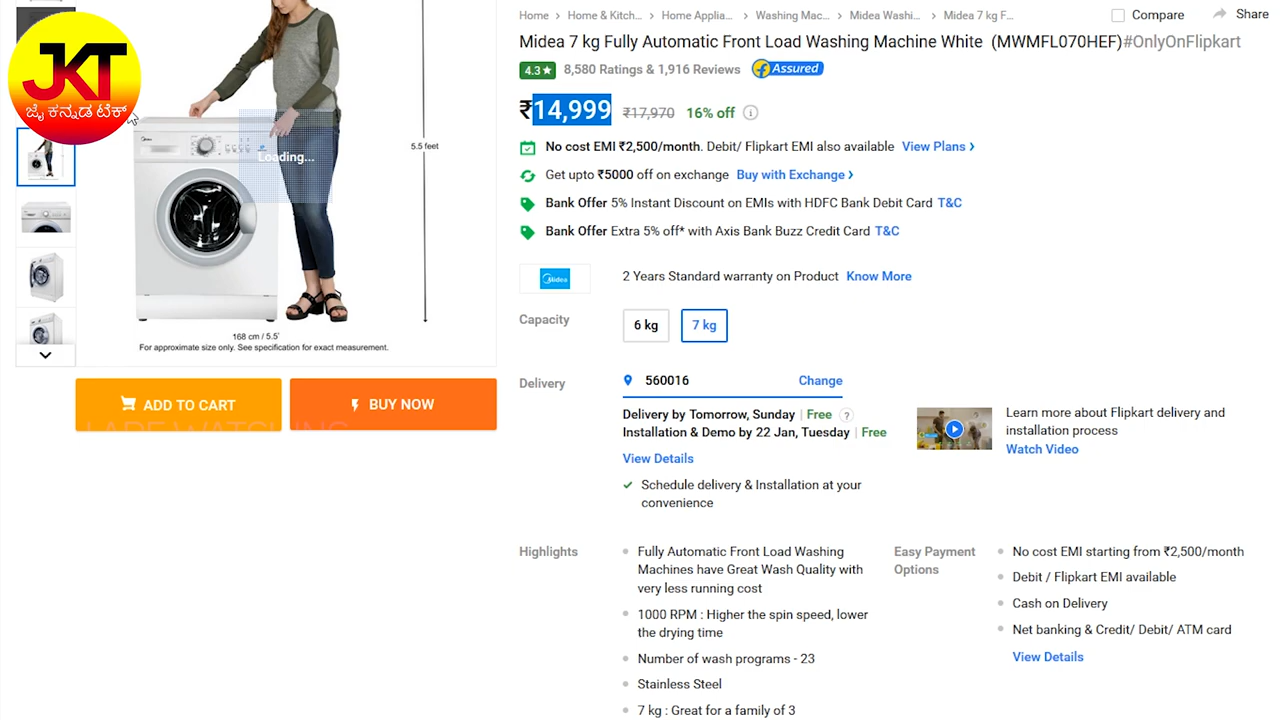 JKT
ಜೈ ಕನ್ನಡ ಟೆಕ್
Home > Home & Kitch... > Home Applia... > Washing Mac... > Midea Washi... > Midea 7 kg F...
Compare
Share
Midea 7 kg Fully Automatic Front Load Washing Machine White (MWMFL070HEF)#OnlyOnFlipkart
4.3★ 8,580 Ratings & 1,916 Reviews Assured
₹14,999 ₹17,970 16% off
No cost EMI ₹2,500/month. Debit/ Flipkart EMI also available View Plans >
Get upto ₹5000 off on exchange Buy with Exchange >
Bank Offer 5% Instant Discount on EMIs with HDFC Bank Debit Card T&C
Bank Offer Extra 5% off* with Axis Bank Buzz Credit Card T&C
Loading...
5.5 feet
168 cm / 5.5'
For approximate size only. See specification for exact measurement.
ADD TO CART
BUY NOW
Midea
2 Years Standard warranty on Product Know More
Capacity
6 kg
7 kg
Delivery
560016
Change
Delivery by Tomorrow, Sunday | Free ?
Installation & Demo by 22 Jan, Tuesday | Free
View Details
Schedule delivery & Installation at your
convenience
Learn more about Flipkart delivery and
installation process
Watch Video
Highlights
Fully Automatic Front Load Washing
Machines have Great Wash Quality with
very less running cost
1000 RPM : Higher the spin speed, lower
the drying time
Number of wash programs - 23
Stainless Steel
7 kg : Great for a family of 3
Easy Payment
Options
No cost EMI starting from ₹2,500/month
Debit / Flipkart EMI available
Cash on Delivery
Net banking & Credit/ Debit/ ATM card
View Details